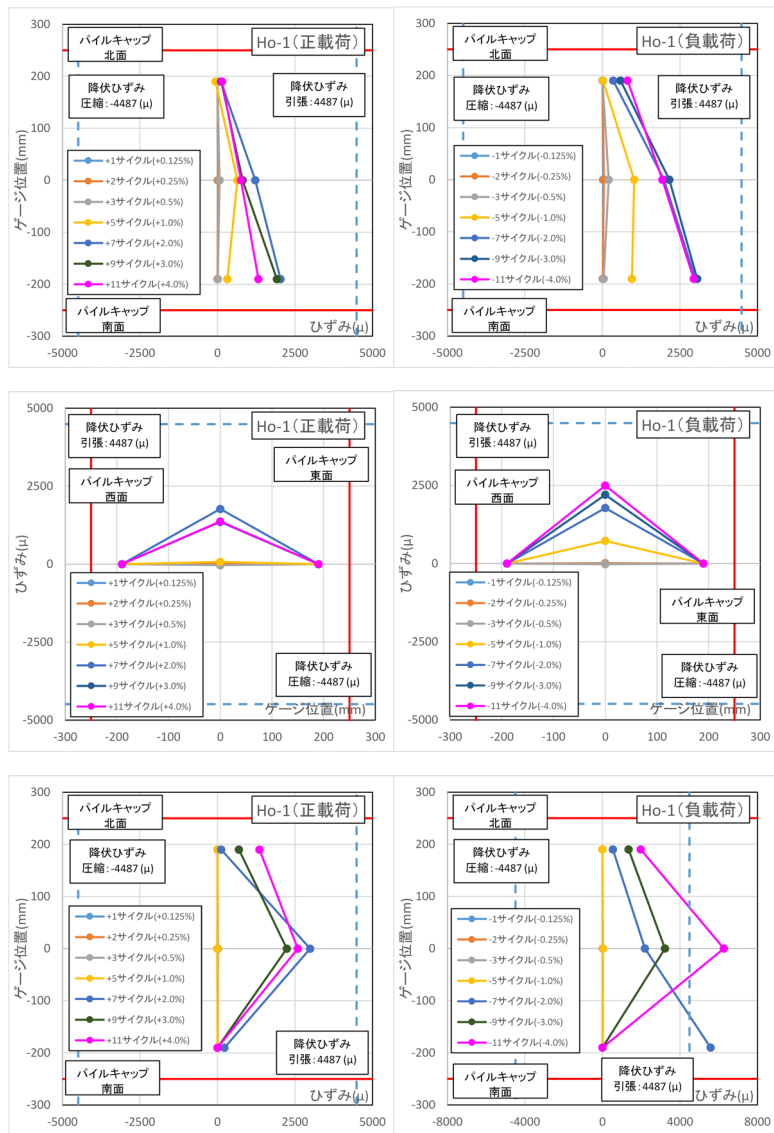 300
200
100
0
-100
-200
-300
ゲージ位置(mm)
パイルキャップ
北面
Ho-1(正載荷)
降伏ひずみ
圧縮:-4487 (μ)
降伏ひずみ
引張:4487 (μ)
+1サイクル(+0.125%)
+2サイクル(+0.25%)
+3サイクル(+0.5%)
+5サイクル(+1.0%)
+7サイクル(+2.0%)
+9サイクル(+3.0%)
+11サイクル(+4.0%)
パイルキャップ
南面
ひずみ(μ)
-5000
-2500
0
2500
5000
300
200
100
0
-100
-200
-300
ゲージ位置(mm)
パイルキャップ
北面
Ho-1(負載荷)
降伏ひずみ
圧縮:-4487 (μ)
降伏ひずみ
引張:4487 (μ)
-1サイクル(-0.125%)
-2サイクル(-0.25%)
-3サイクル(-0.5%)
-5サイクル(-1.0%)
-7サイクル(-2.0%)
-9サイクル(-3.0%)
-11サイクル(-4.0%)
パイルキャップ
南面
ひずみ(μ)
-5000
-2500
0
2500
5000
5000
2500
0
-2500
-5000
ひずみ(μ)
降伏ひずみ
引張:4487 (μ)
Ho-1(正載荷)
パイルキャップ
東面
パイルキャップ
西面
+1サイクル(+0.125%)
+2サイクル(+0.25%)
+3サイクル(+0.5%)
+5サイクル(+1.0%)
+7サイクル(+2.0%)
+9サイクル(+3.0%)
+11サイクル(+4.0%)
降伏ひずみ
圧縮:-4487 (μ)
ゲージ位置(mm)
-300
-200
-100
0
100
200
300
5000
2500
0
-2500
-5000
ひずみ(μ)
降伏ひずみ
引張:4487 (μ)
Ho-1(負載荷)
パイルキャップ
西面
-1サイクル(-0.125%)
-2サイクル(-0.25%)
-3サイクル(-0.5%)
-5サイクル(-1.0%)
-7サイクル(-2.0%)
-9サイクル(-3.0%)
-11サイクル(-4.0%)
パイルキャップ
東面
降伏ひずみ
圧縮:-4487 (μ)
ゲージ位置(mm)
-300
-200
-100
0
100
200
300
300
200
100
0
-100
-200
-300
ゲージ位置(mm)
パイルキャップ
北面
Ho-1(正載荷)
降伏ひずみ
圧縮:-4487 (μ)
+1サイクル(+0.125%)
+2サイクル(+0.25%)
+3サイクル(+0.5%)
+5サイクル(+1.0%)
+7サイクル(+2.0%)
+9サイクル(+3.0%)
+11サイクル(+4.0%)
降伏ひずみ
引張:4487 (μ)
パイルキャップ
南面
ひずみ(μ)
-5000
-2500
0
2500
5000
300
200
100
0
-100
-200
-300
ゲージ位置(mm)
パイルキャップ
北面
Ho-1(負載荷)
降伏ひずみ
圧縮:-4487 (μ)
-1サイクル(-0.125%)
-2サイクル(-0.25%)
-3サイクル(-0.5%)
-5サイクル(-1.0%)
-7サイクル(-2.0%)
-9サイクル(-3.0%)
-11サイクル(-4.0%)
パイルキャップ
南面
降伏ひずみ
引張:4487 (μ)
ひずみ(μ)
-8000
-4000
0
4000
8000